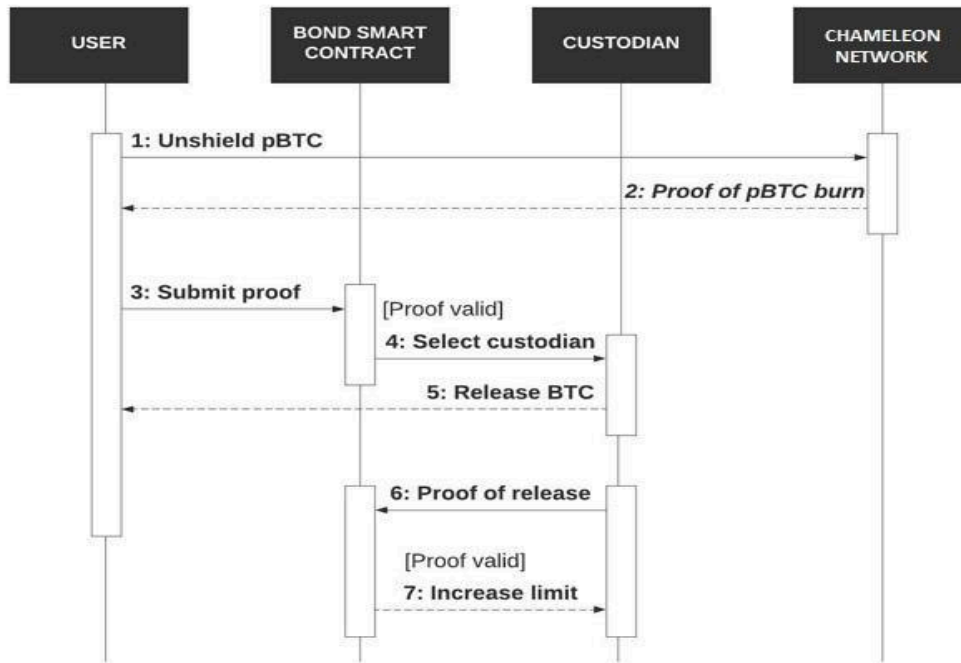 USER
BOND SMART
CONTRACT
CUSTODIAN
CHAMELEON
NETWORK
1: Unshield pBTC
2: Proof of pBTC burn
3: Submit proof
[Proof valid]
4: Select custodian
5: Release BTC
6: Proof of release
[Proof valid]
7: Increase limit